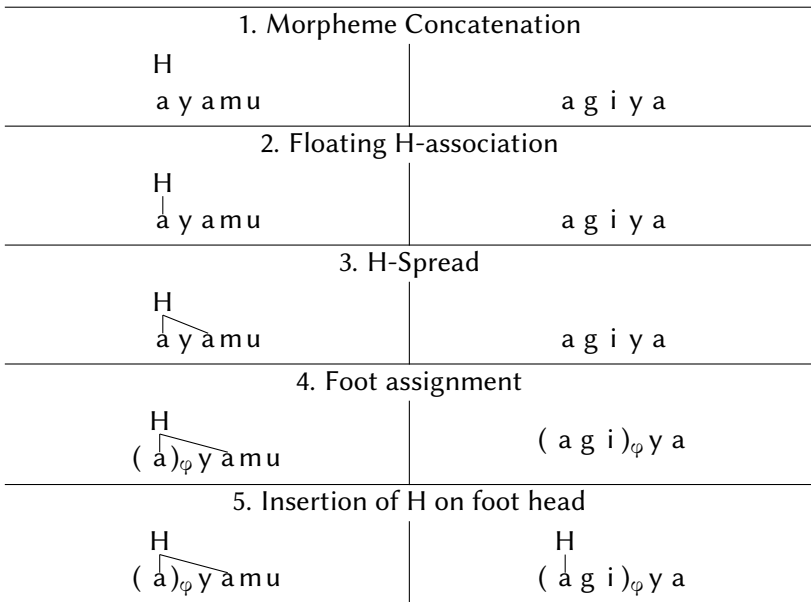 1. Morpheme Concatenation
H
a y a m u a g i y a
2. Floating H-association
H
a y a m u a g i y a
3. H-Spread
H
a y a m u a g i y a
4. Foot assignment
H
( a )φ y a m u ( a g i )φ y a
5. Insertion of H on foot head
H H
( a )φ y a m u ( a g i )φ y a